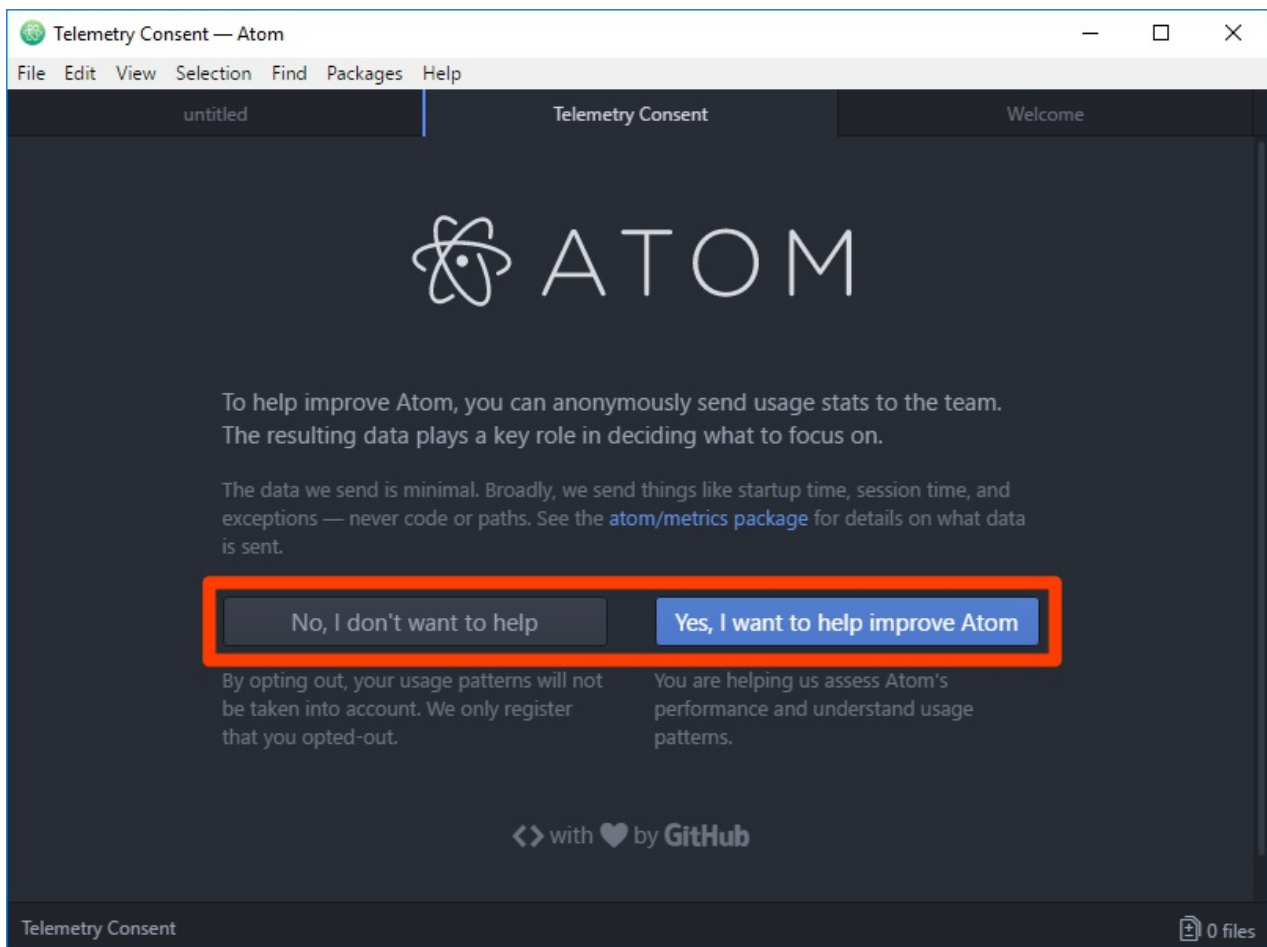 Telemetry Consent — Atom
File Edit View Selection Find Packages Help
untitled Telemetry Consent Welcome
ATOM
To help improve Atom, you can anonymously send usage stats to the team.
The resulting data plays a key role in deciding what to focus on.
The data we send is minimal. Broadly, we send things like startup time, session time, and
exceptions — never code or paths. See the atom/metrics package for details on what data
is sent.
No, I don't want to help
Yes, I want to help improve Atom
By opting out, your usage patterns will not
be taken into account. We only register
that you opted-out.
You are helping us assess Atom's
performance and understand usage
patterns.
<> with ♥ by GitHub
Telemetry Consent 0 files